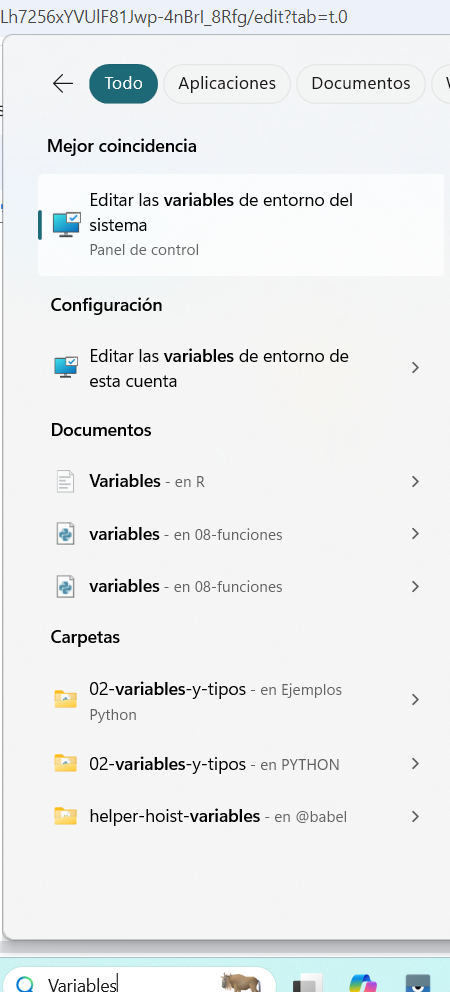 Lh7256xYVUlF81Jwp-4nBrI_8Rfg/edit?tab=t.0
Todo
Aplicaciones
Documentos
Mejor coincidencia
Editar las variables de entorno del
sistema
Panel de control
Configuración
Editar las variables de entorno de
esta cuenta
Documentos
Variables - en R
variables - en 08-funciones
variables - en 08-funciones
Carpetas
02-variables-y-tipos - en Ejemplos
Python
02-variables-y-tipos - en PYTHON
helper-hoist-variables - en @babel
Variables